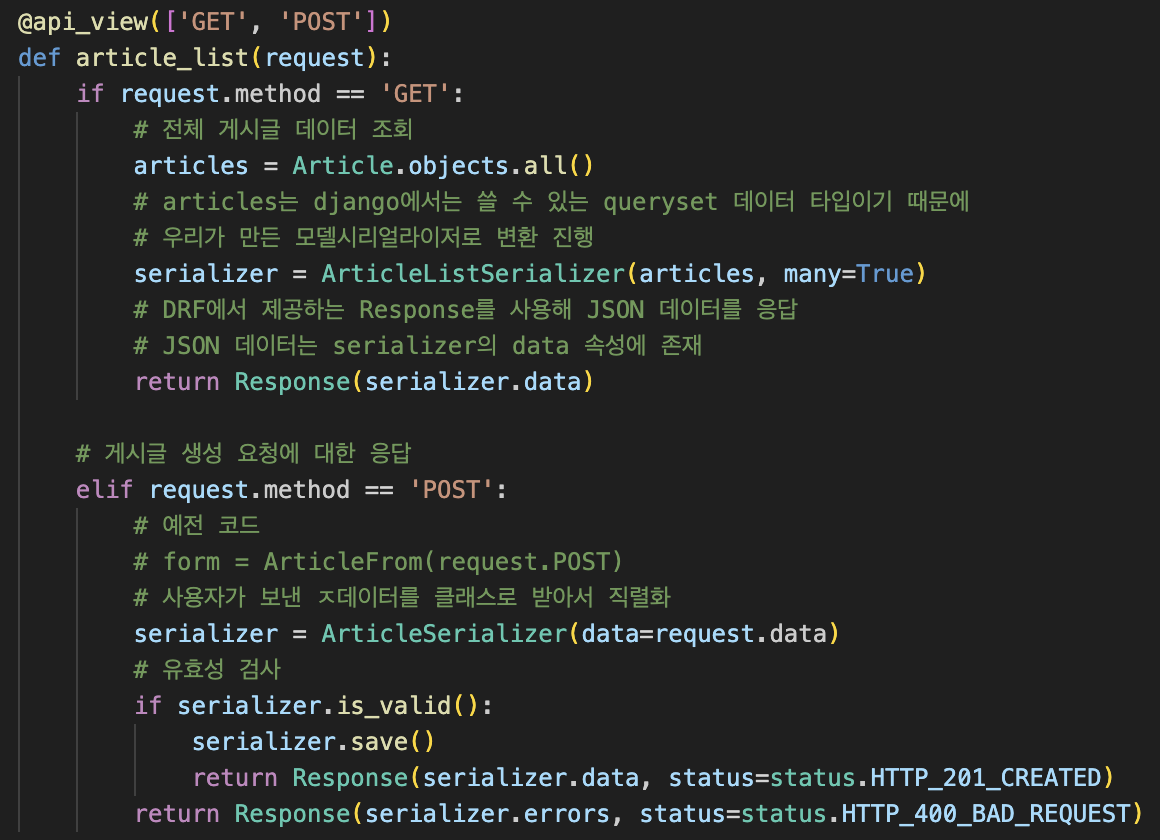 @api_view(['GET', 'POST'])
def article_list(request):
    if request.method == 'GET':
        # 전체 게시글 데이터 조회
        articles = Article.objects.all()
        # articles는 django에서는 쓸 수 있는 queryset 데이터 타입이기 때문에
        # 우리가 만든 모델시리얼라이저로 변환 진행
        serializer = ArticleListSerializer(articles, many=True)
        # DRF에서 제공하는 Response를 사용해 JSON 데이터를 응답
        # JSON 데이터는 serializer의 data 속성에 존재
        return Response(serializer.data)

    # 게시글 생성 요청에 대한 응답
    elif request.method == 'POST':
        # 예전 코드
        # form = ArticleFrom(request.POST)
        # 사용자가 보낸 ㅈ데이터를 클래스로 받아서 직렬화
        serializer = ArticleSerializer(data=request.data)
        # 유효성 검사
        if serializer.is_valid():
            serializer.save()
            return Response(serializer.data, status=status.HTTP_201_CREATED)
        return Response(serializer.errors, status=status.HTTP_400_BAD_REQUEST)